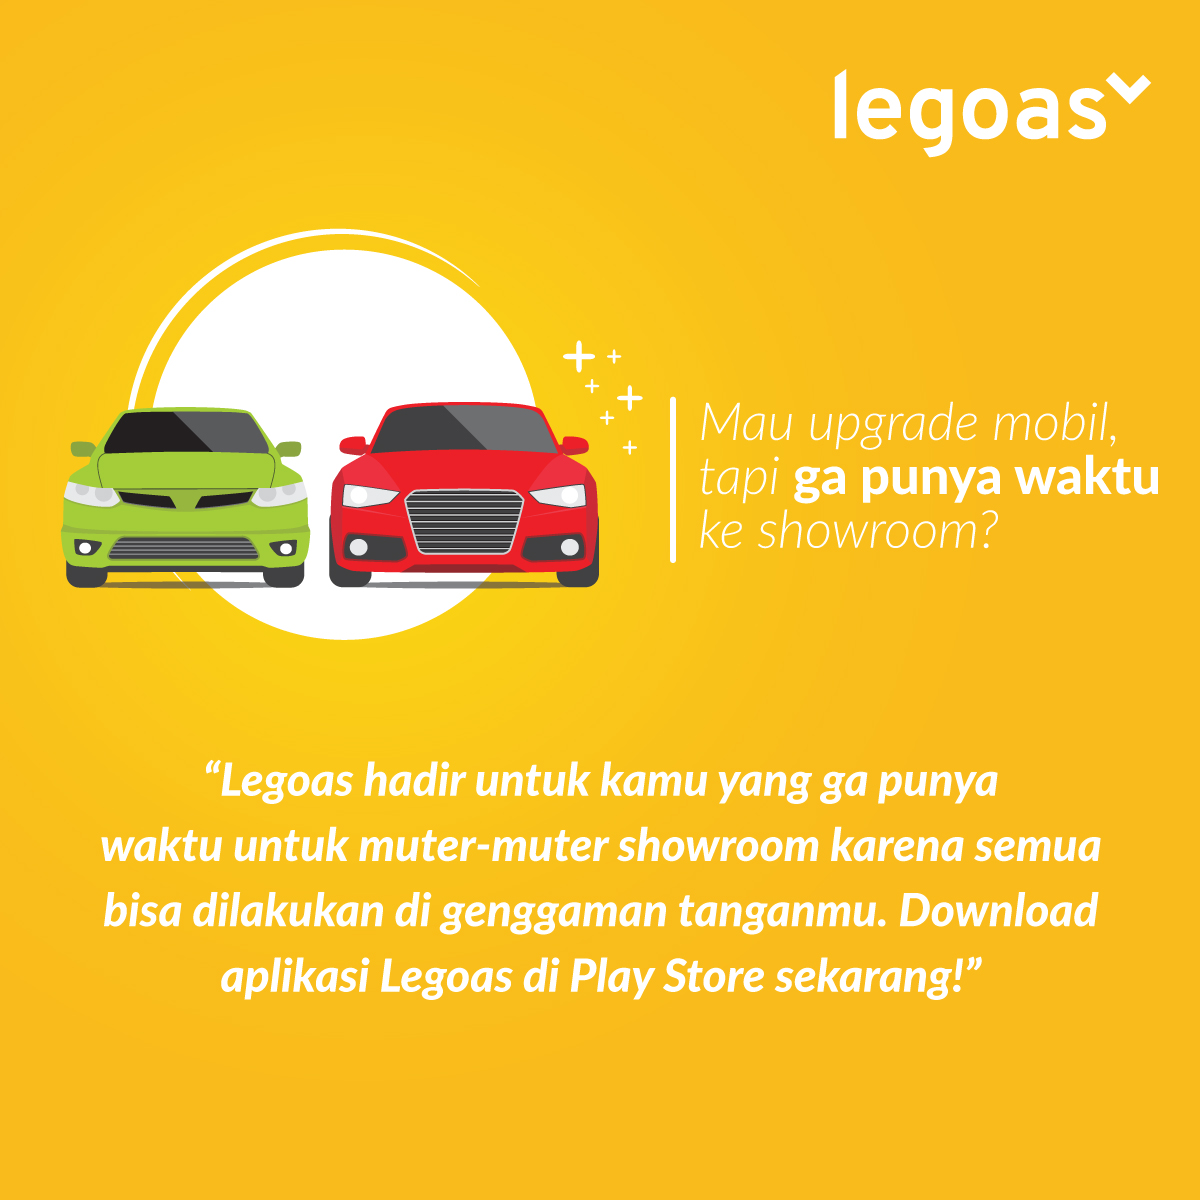 legoas
Mau upgrade mobil,
tapi ga punya waktu
ke showroom?
“Legoas hadir untuk kamu yang ga punya
waktu untuk muter-muter showroom karena semua
bisa dilakukan di genggaman tanganmu. Download
aplikasi Legoas di Play Store sekarang!”